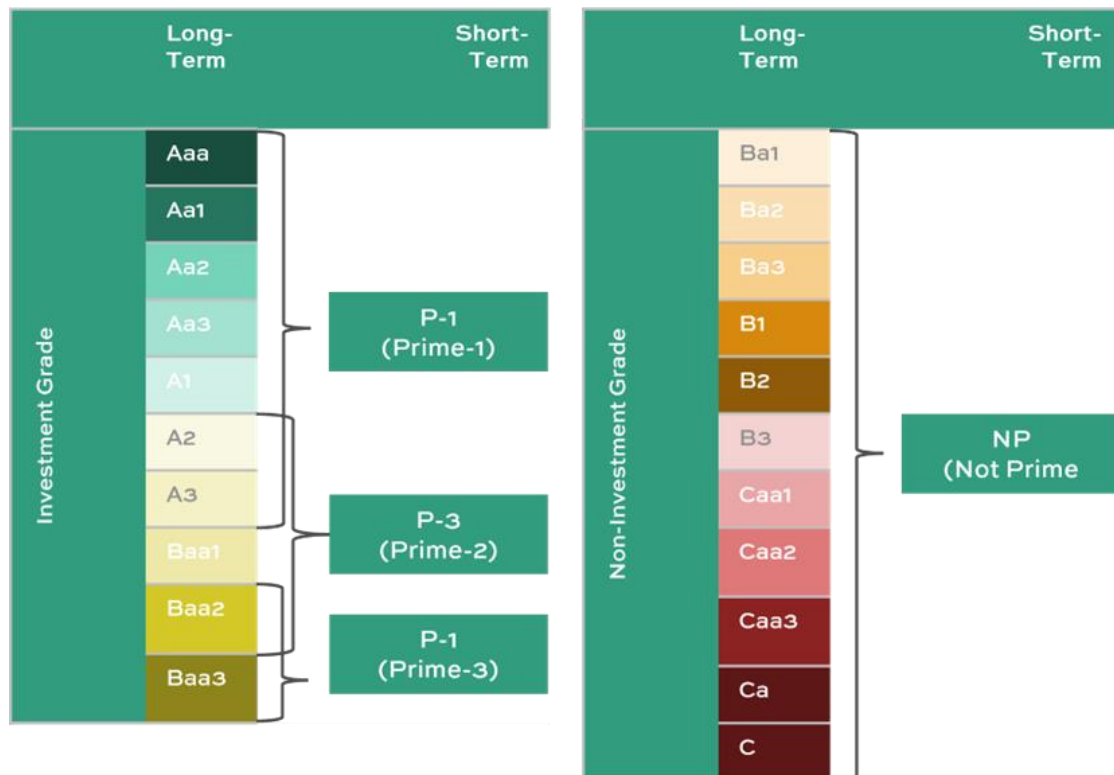 Long-
Term
Short-
Term
Investment Grade
Aaa
Aa1
Aa2
Aa3
A1
A2
A3
Baa1
Baa2
Baa3
P-1
(Prime-1)
P-3
(Prime-2)
P-1
(Prime-3)
Long-
Term
Short-
Term
Non-Investment Grade
Ba1
Ba2
Ba3
B1
B2
B3
Caa1
Caa2
Caa3
Ca
C
NP
(Not Prime